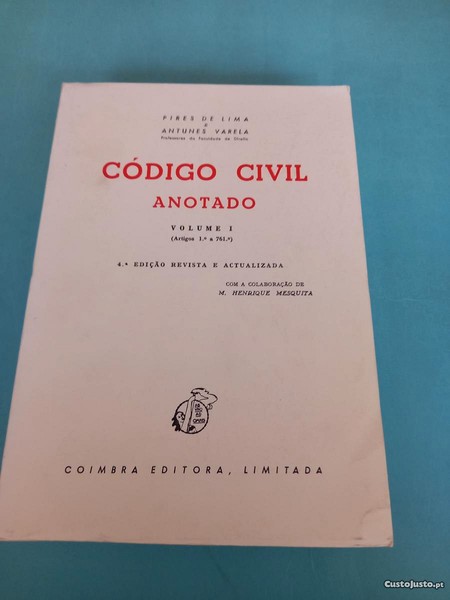 PIRES DE LIMA
E
ANTUNES VARELA
Professores da Faculdade de Direito
CÓDIGO CIVIL
ANOTADO
VOLUME I
(Artigos 1.º a 761.º)
4.ª EDIÇÃO REVISTA E ACTUALIZADA
COM A COLABORAÇÃO DE
M. HENRIQUE MESQUITA
COIMBRA EDITORA, LIMITADA
CustoJusto.pt